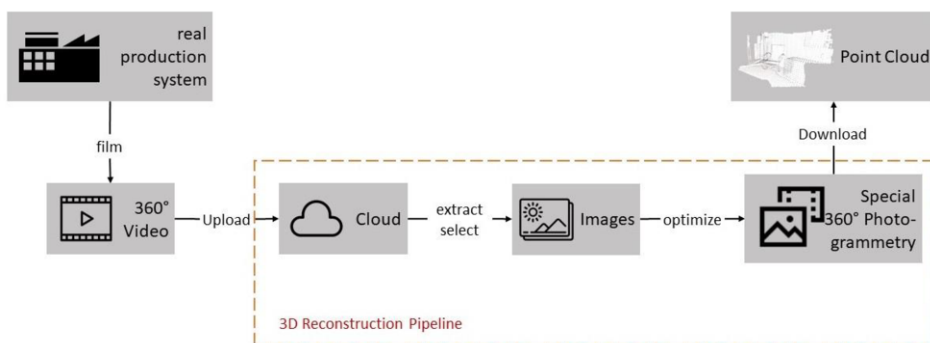 real
production
system
Point Cloud
film
Download
360°
Video
Upload
Cloud
extract
select
Images
optimize
Special
360° Photo-
grammetry
3D Reconstruction Pipeline